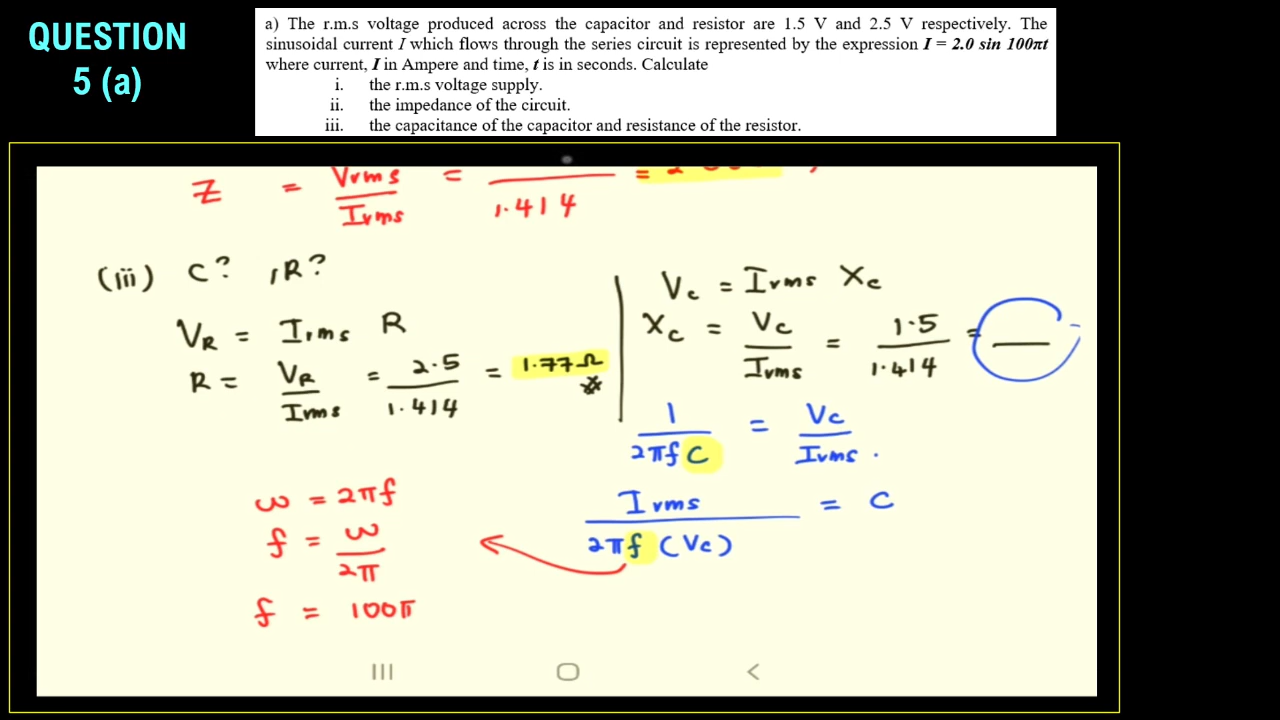 QUESTION
5 (a)
a) The r.m.s voltage produced across the capacitor and resistor are 1.5 V and 2.5 V respectively. The
sinusoidal current I which flows through the series circuit is represented by the expression I = 2.0 sin 100πt
where current, I in Ampere and time, t is in seconds. Calculate
i. the r.m.s voltage supply.
ii. the impedance of the circuit.
iii. the capacitance of the capacitor and resistance of the resistor.
Z = Vrms / Irms = / 1.414 =
(iii) C? , R?
VR = Irms R
R = VR / Irms = 2.5 / 1.414 = 1.77Ω
Vc = Irms Xc
Xc = Vc / Irms = 1.5 / 1.414 =
1 / 2πfC = Vc / Irms .
Irms / 2πf (Vc) = C
ω = 2πf
f = ω / 2π
f = 100π